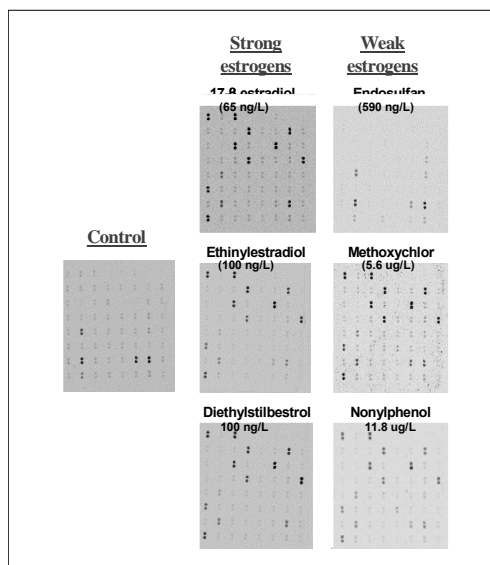 Strong
estrogens
Weak
estrogens
17-β estradiol
(65 ng/L)
Endosulfan
(590 ng/L)
Control
Ethinylestradiol
(100 ng/L)
Methoxychlor
(5.6 ug/L)
Diethylstilbestrol
100 ng/L
Nonylphenol
11.8 ug/L